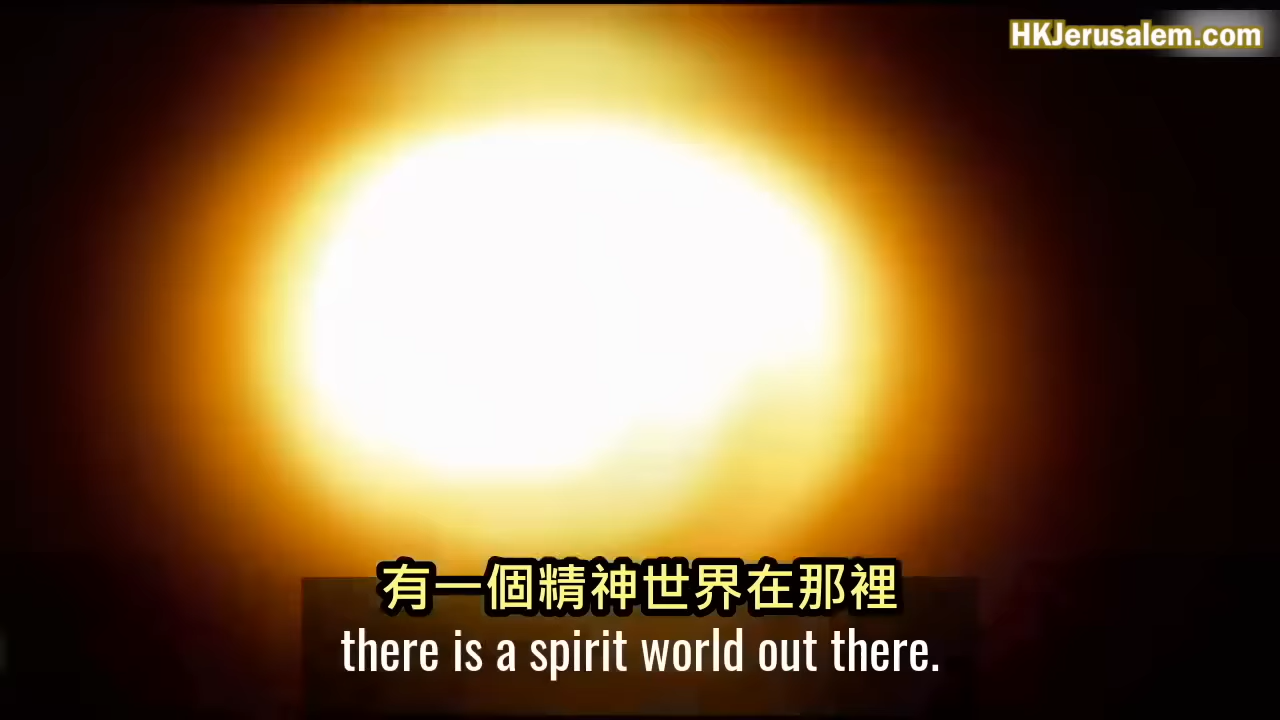 HKJerusalem.com
有一個精神世界在那裡
there is a spirit world out there.